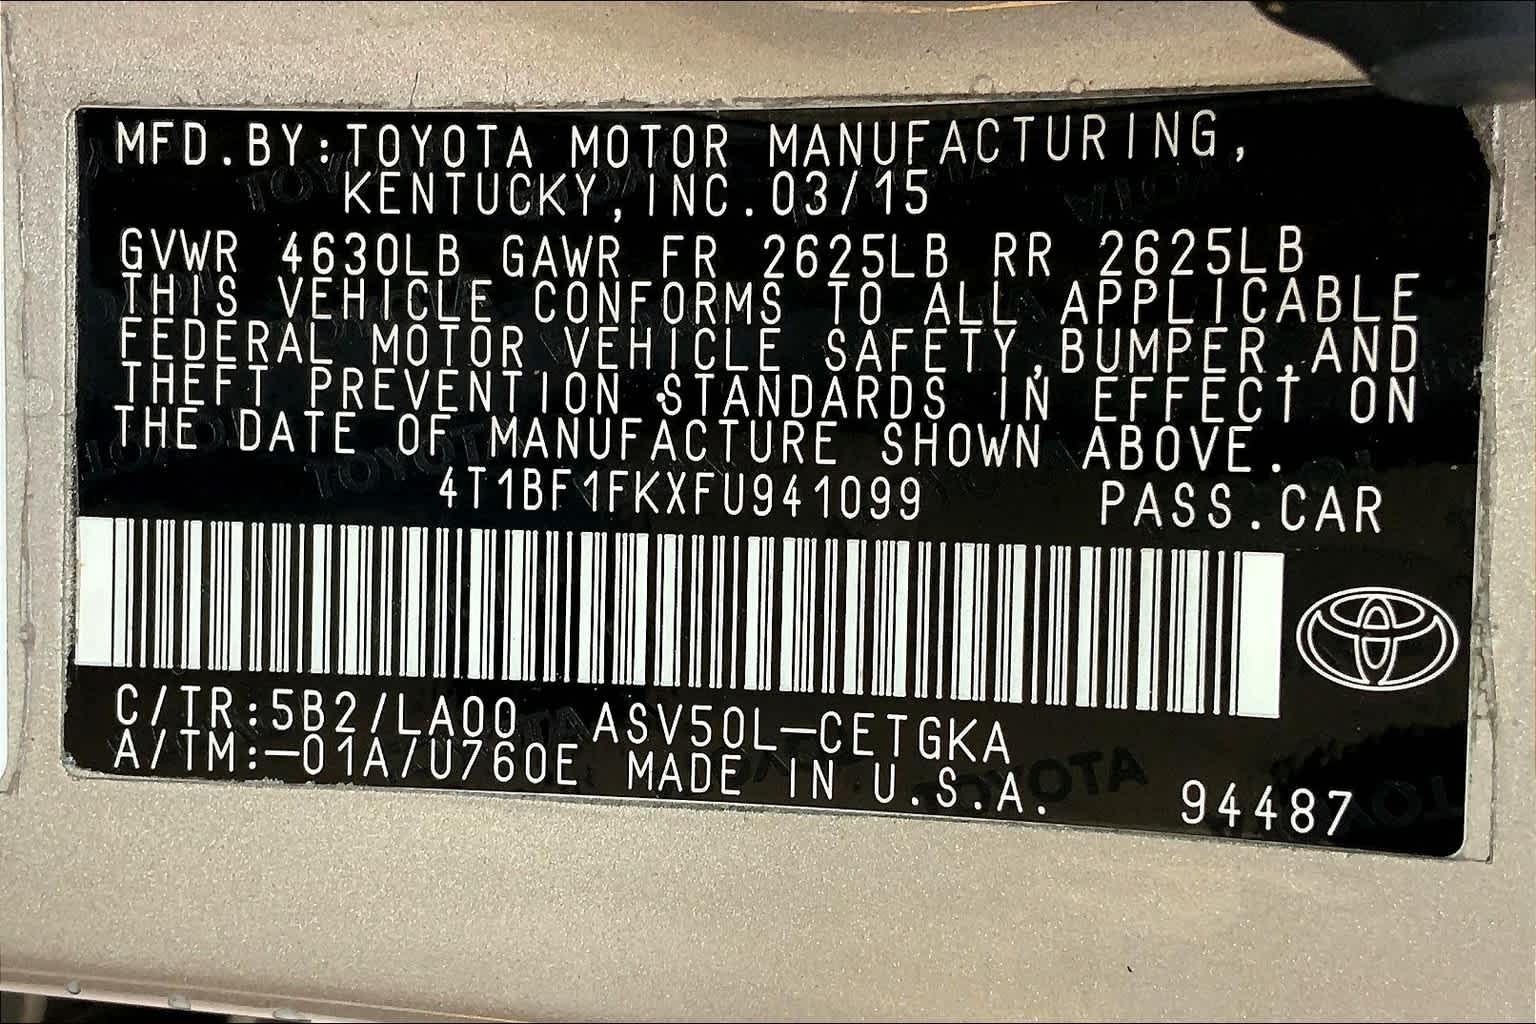 MFD.BY:TOYOTA MOTOR MANUFACTURING,
KENTUCKY,INC.03/15
GVWR 4630LB GAWR FR 2625LB RR 2625LB
THIS VEHICLE CONFORMS TO ALL APPLICABLE
FEDERAL MOTOR VEHICLE SAFETY,BUMPER,AND
THEFT PREVENTION STANDARDS IN EFFECT ON
THE DATE OF MANUFACTURE SHOWN ABOVE.
4T1BF1FKXFU941099 PASS.CAR
C/TR:5B2/LA00 ASV50L-CETGKA
A/TM:-01A/U760E MADE IN U.S.A. 94487